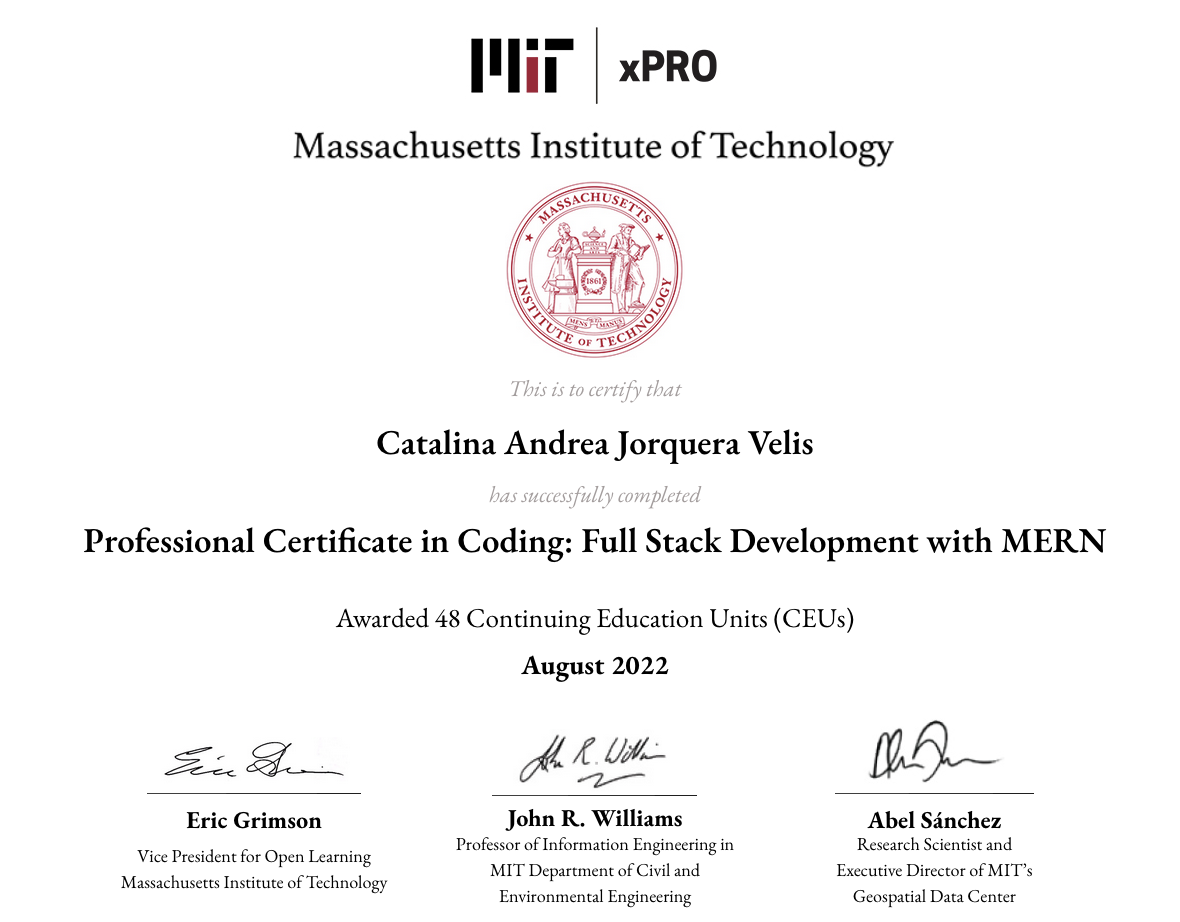 MIT xPRO
Massachusetts Institute of Technology
MASSACHUSETTS
SCIENCE AND ARTS
1861
MENS ET MANUS
INSTITUTE OF TECHNOLOGY
This is to certify that
Catalina Andrea Jorquera Velis
has successfully completed
Professional Certificate in Coding: Full Stack Development with MERN
Awarded 48 Continuing Education Units (CEUs)
August 2022
Eric Grimson
John R. Williams
Abel Sánchez
Vice President for Open Learning
Massachusetts Institute of Technology
Professor of Information Engineering in
MIT Department of Civil and
Environmental Engineering
Research Scientist and
Executive Director of MIT’s
Geospatial Data Center